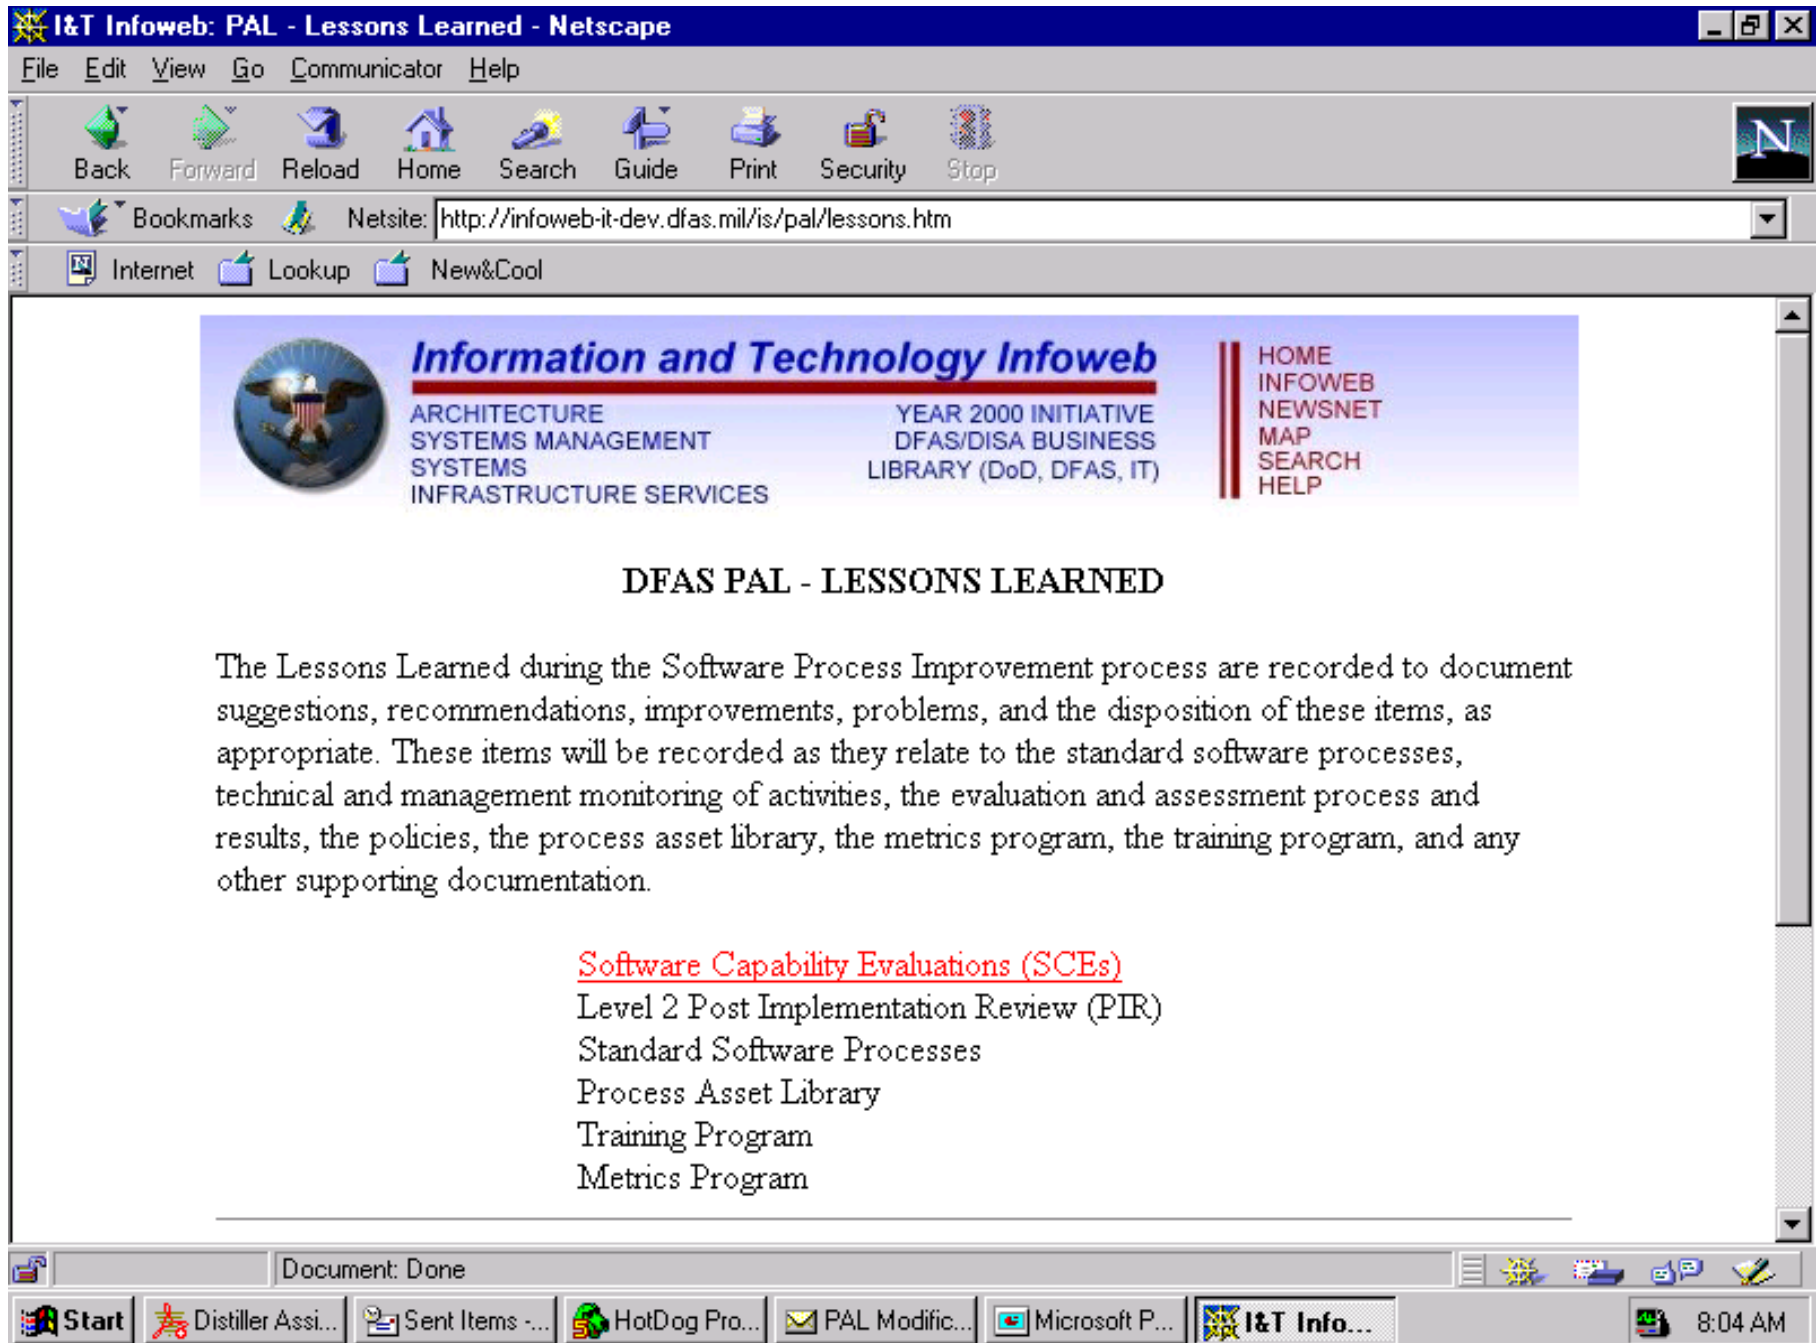 I&T Infoweb: PAL - Lessons Learned - Netscape
File Edit View Go Communicator Help
Back Forward Reload Home Search Guide Print Security Stop
N
Bookmarks Netsite: http://infoweb-it-dev.dfas.mil/is/pal/lessons.htm
Internet Lookup New&Cool
Information and Technology Infoweb
ARCHITECTURE
SYSTEMS MANAGEMENT
SYSTEMS
INFRASTRUCTURE SERVICES
YEAR 2000 INITIATIVE
DFAS/DISA BUSINESS
LIBRARY (DoD, DFAS, IT)
HOME
INFOWEB
NEWSNET
MAP
SEARCH
HELP
DFAS PAL - LESSONS LEARNED
The Lessons Learned during the Software Process Improvement process are recorded to document
suggestions, recommendations, improvements, problems, and the disposition of these items, as
appropriate. These items will be recorded as they relate to the standard software processes,
technical and management monitoring of activities, the evaluation and assessment process and
results, the policies, the process asset library, the metrics program, the training program, and any
other supporting documentation.
Software Capability Evaluations (SCEs)
Level 2 Post Implementation Review (PIR)
Standard Software Processes
Process Asset Library
Training Program
Metrics Program
Document: Done
Start Distiller Assi... Sent Items -... HotDog Pro... PAL Modific... Microsoft P... I&T Info... 8:04 AM